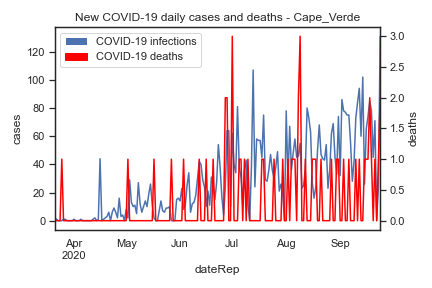 New COVID-19 daily cases and deaths - Cape_Verde
COVID-19 infections
COVID-19 deaths
120
100
80
60
40
20
0
cases
3.0
2.5
2.0
1.5
1.0
0.5
0.0
deaths
Apr
2020
May
Jun
Jul
Aug
Sep
dateRep